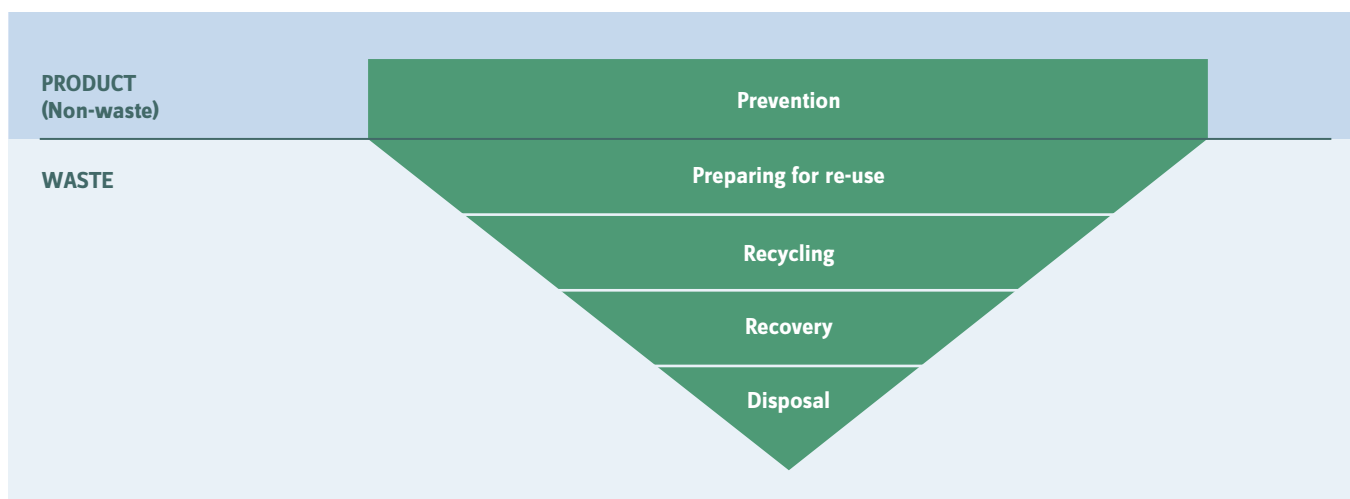 PRODUCT
(Non-waste)
Prevention
WASTE
Preparing for re-use
Recycling
Recovery
Disposal